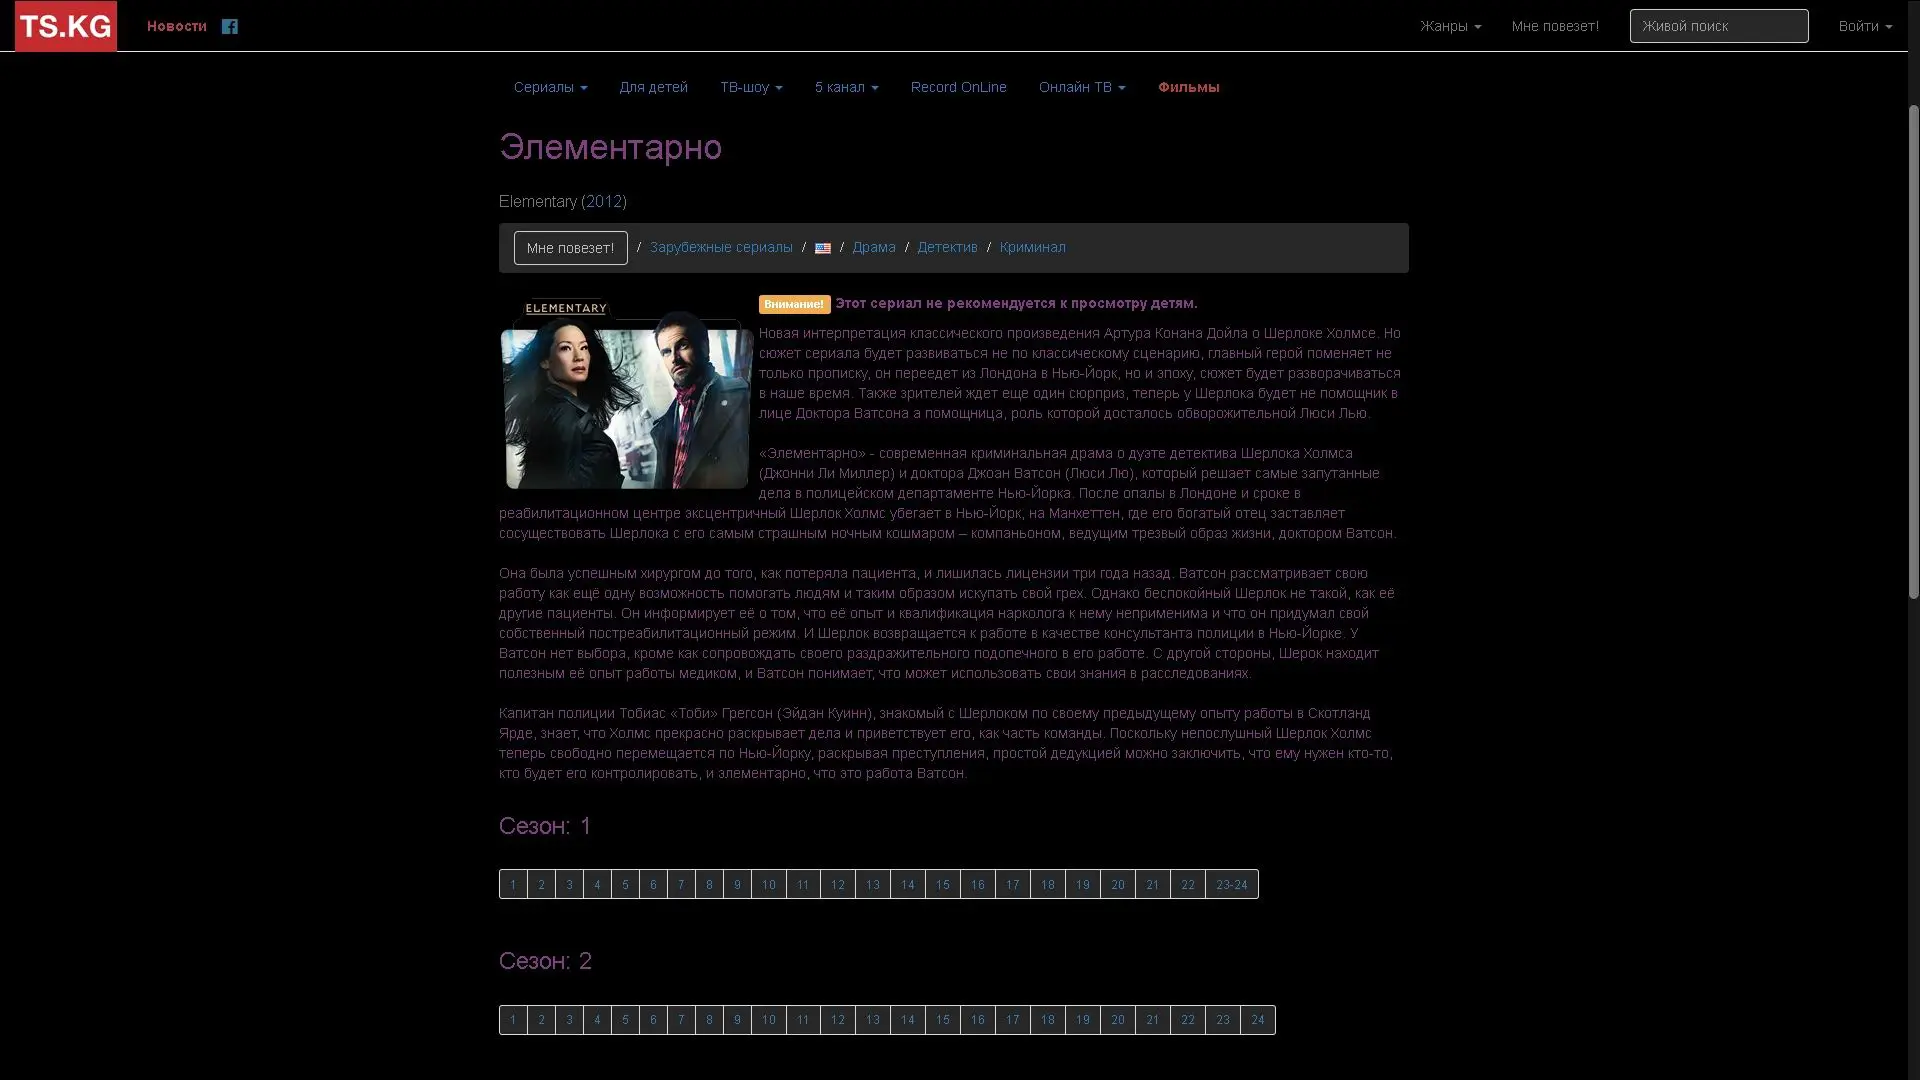 TS.KG Новости Жанры Мне повезет! Живой поиск Войти
Сериалы Для детей ТВ-шоу 5 канал Record OnLine Онлайн ТВ Фильмы
Элементарно
Elementary (2012)
Мне повезет! / Зарубежные сериалы / / Драма / Детектив / Криминал
ELEMENTARY
Внимание! Этот сериал не рекомендуется к просмотру детям.
Новая интерпретация классического произведения Артура Конана Дойла о Шерлоке Холмсе. Но
сюжет сериала будет развиваться не по классическому сценарию, главный герой поменяет не
только прописку, он переедет из Лондона в Нью-Йорк, но и эпоху, сюжет будет разворачиваться
в наше время. Также зрителей ждет еще один сюрприз, теперь у Шерлока будет не помощник в
лице Доктора Ватсона а помощница, роль которой досталось обворожительной Люси Лью.
«Элементарно» - современная криминальная драма о дуэте детектива Шерлока Холмса
(Джонни Ли Миллер) и доктора Джоан Ватсон (Люси Лю), который решает самые запутанные
дела в полицейском департаменте Нью-Йорка. После опалы в Лондоне и сроке в
реабилитационном центре эксцентричный Шерлок Холмс убегает в Нью-Йорк, на Манхеттен, где его богатый отец заставляет
сосуществовать Шерлока с его самым страшным ночным кошмаром – компаньоном, ведущим трезвый образ жизни, доктором Ватсон.
Она была успешным хирургом до того, как потеряла пациента, и лишилась лицензии три года назад. Ватсон рассматривает свою
работу как ещё одну возможность помогать людям и таким образом искупать свой грех. Однако беспокойный Шерлок не такой, как её
другие пациенты. Он информирует её о том, что её опыт и квалификация нарколога к нему неприменима и что он придумал свой
собственный постреабилитационный режим. И Шерлок возвращается к работе в качестве консультанта полиции в Нью-Йорке. У
Ватсон нет выбора, кроме как сопровождать своего раздражительного подопечного в его работе. С другой стороны, Шерок находит
полезным её опыт работы медиком, и Ватсон понимает, что может использовать свои знания в расследованиях.
Капитан полиции Тобиас «Тоби» Грегсон (Эйдан Куинн), знакомый с Шерлоком по своему предыдущему опыту работы в Скотланд
Ярде, знает, что Холмс прекрасно раскрывает дела и приветствует его, как часть команды. Поскольку непослушный Шерлок Холмс
теперь свободно перемещается по Нью-Йорку, раскрывая преступления, простой дедукцией можно заключить, что ему нужен кто-то,
кто будет его контролировать, и элементарно, что это работа Ватсон.
Сезон: 1
1 2 3 4 5 6 7 8 9 10 11 12 13 14 15 16 17 18 19 20 21 22 23-24
Сезон: 2
1 2 3 4 5 6 7 8 9 10 11 12 13 14 15 16 17 18 19 20 21 22 23 24